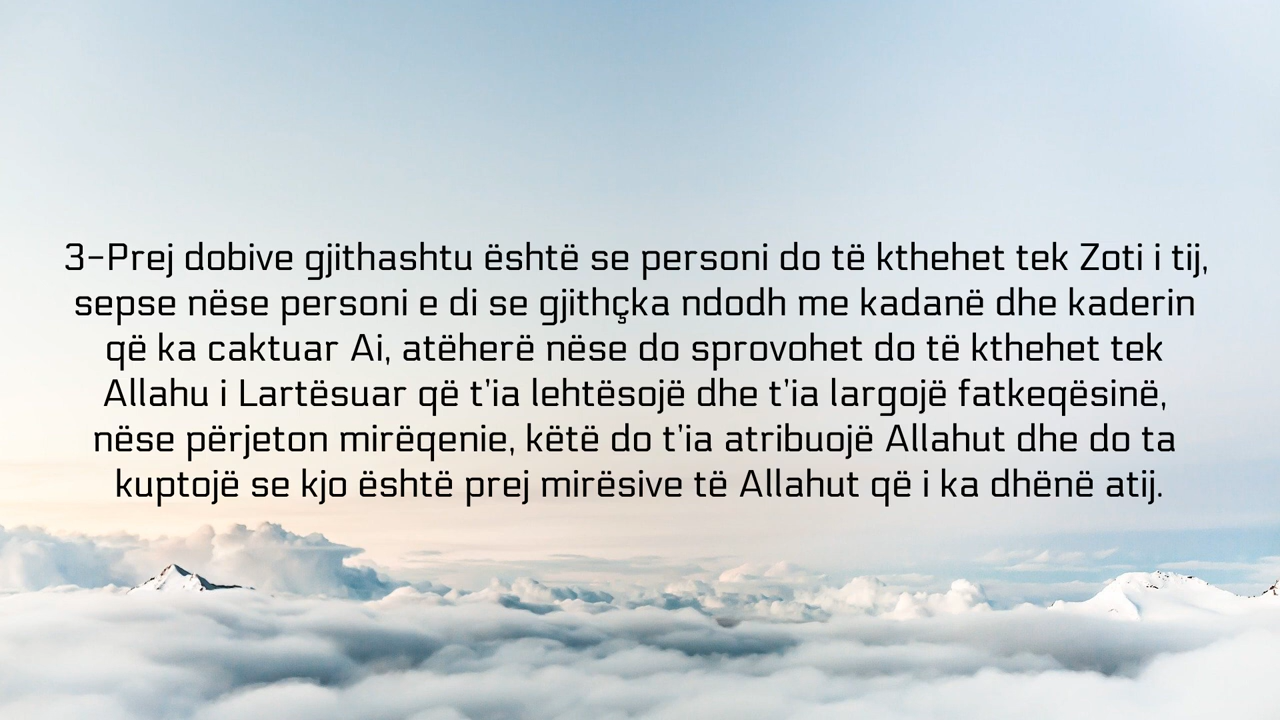 3-Prej dobive gjithashtu është se personi do të kthehet tek Zoti i tij,
sepse nëse personi e di se gjithçka ndodh me kadanë dhe kaderin
që ka caktuar Ai, atëherë nëse do sprovohet do të kthehet tek
Allahu i Lartësuar që t'ia lehtësojë dhe t'ia largojë fatkeqësinë,
nëse përjeton mirëqenie, këtë do t'ia atribuojë Allahut dhe do ta
kuptojë se kjo është prej mirësive të Allahut që i ka dhënë atij.